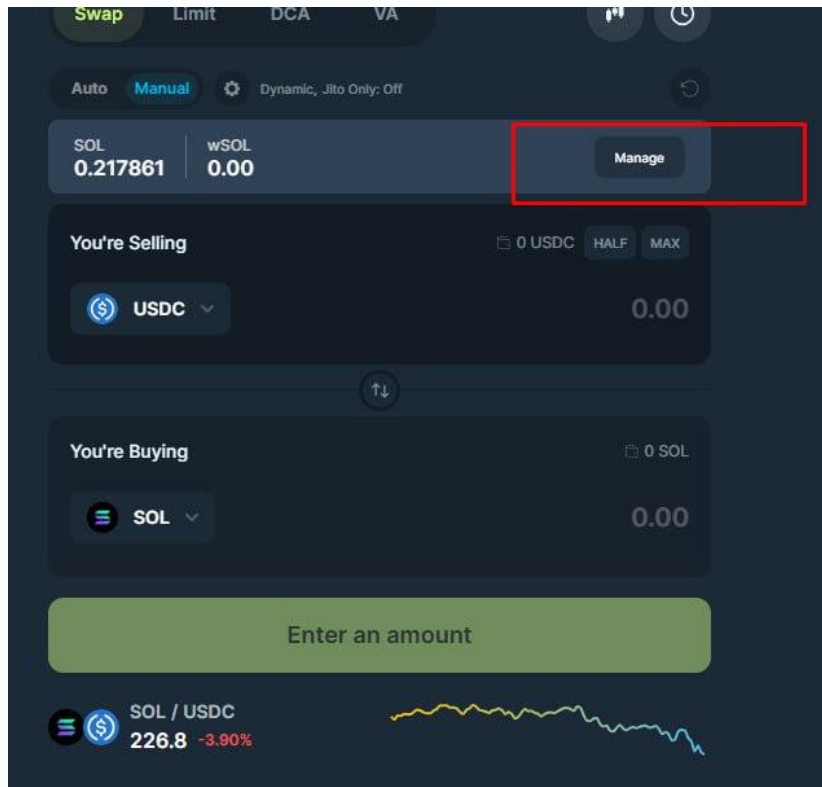 Swap Limit DCA VA
Auto Manual Dynamic, Jito Only: Off
SOL wSOL
0.217861 0.00
Manage
You're Selling 0 USDC HALF MAX
USDC 0.00
You're Buying 0 SOL
SOL 0.00
Enter an amount
SOL / USDC
226.8 -3.90%